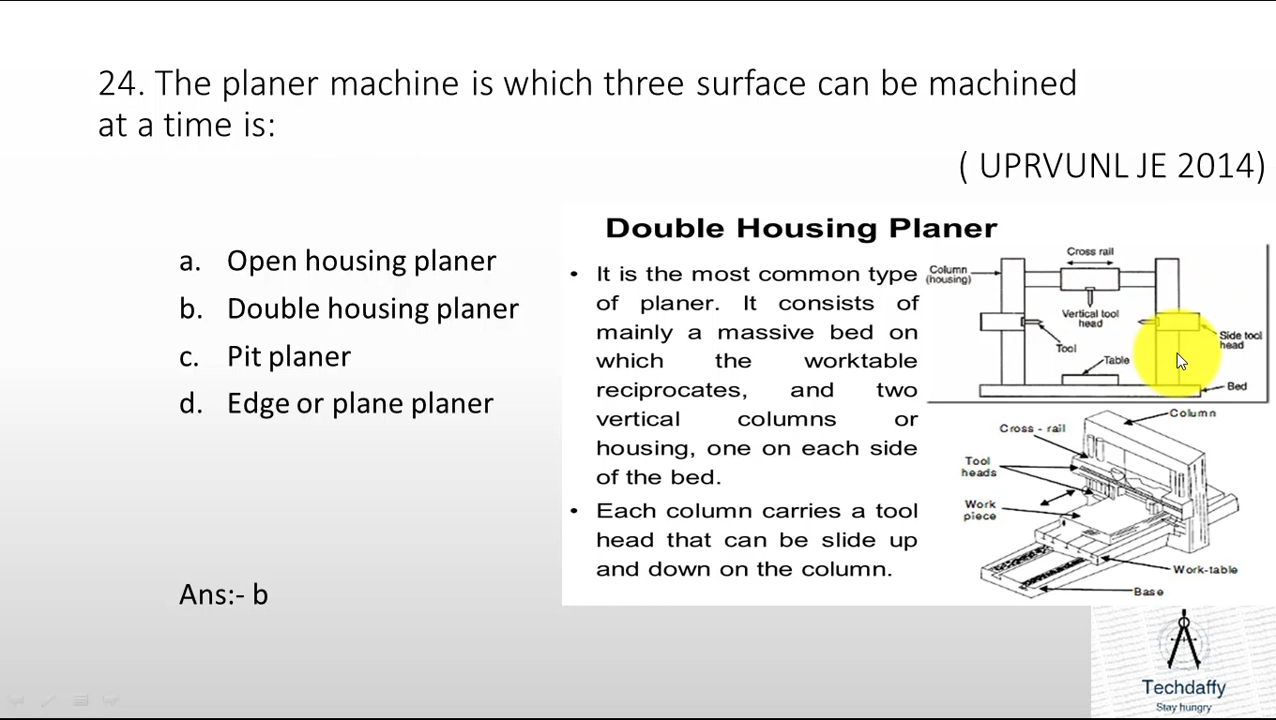 24. The planer machine is which three surface can be machined
at a time is:
( UPRVUNL JE 2014)
a. Open housing planer
b. Double housing planer
c. Pit planer
d. Edge or plane planer
Ans:- b
Double Housing Planer
• It is the most common type
of planer. It consists of
mainly a massive bed on
which the worktable
reciprocates, and two
vertical columns or
housing, one on each side
of the bed.
• Each column carries a tool
head that can be slide up
and down on the column.
Cross rail
Column
(housing)
Vertical tool
head
Side tool
head
Tool
Table
Bed
Column
Cross - rail
Tool
heads
Work
piece
Work-table
Base
Techdaffy
Stay hungry